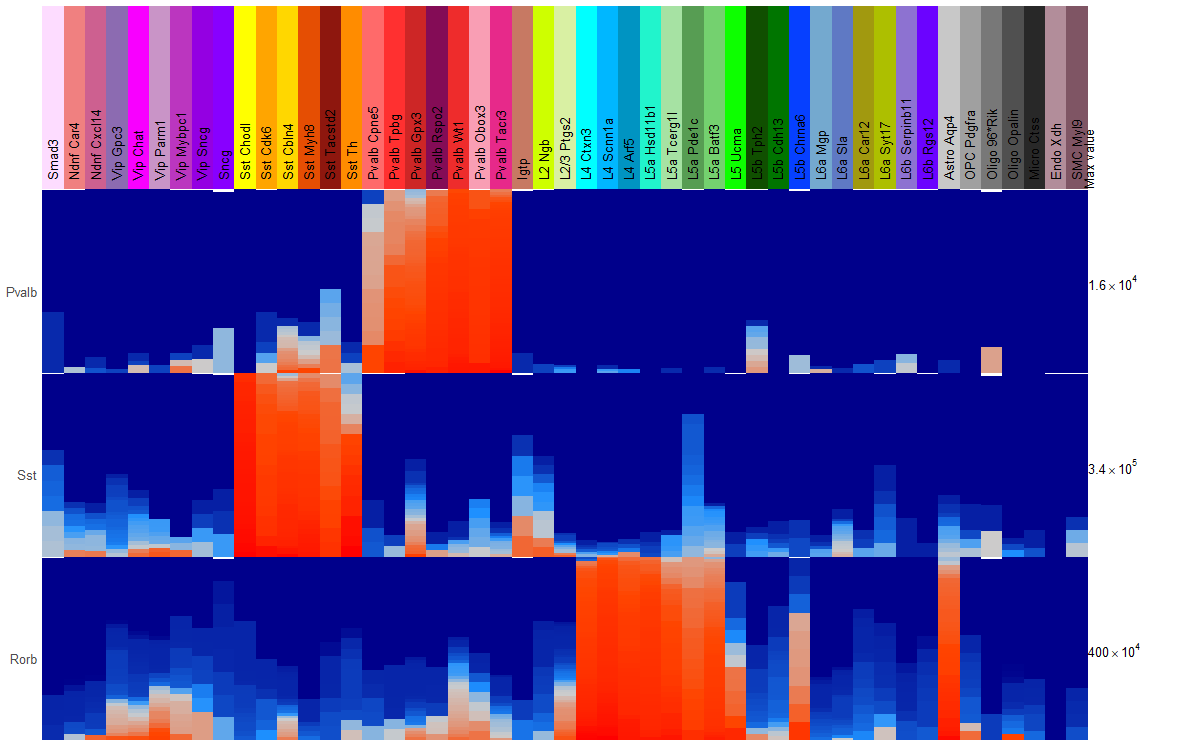 Smad3
Ndnf Car4
Ndnf Cxcl14
Vip Gpc3
Vip Chat
Vip Parm1
Vip Mybpc1
Vip Sncg
Sncg
Sst Chodl
Sst Cdk6
Sst Cbln4
Sst Myh8
Sst Tacstd2
Sst Th
Pvalb Cpne5
Pvalb Tpbg
Pvalb Gpx3
Pvalb Rspo2
Pvalb Wt1
Pvalb Obox3
Pvalb Tacr3
Igtp
L2 Ngb
L2/3 Ptgs2
L4 Ctxn3
L4 Scnn1a
L4 Arf5
L5a Hsd11b1
L5a Tcerg1l
L5a Pde1c
L5a Batf3
L5b Ucma
L5b Tph2
L5b Cdh13
L5b Chrna6
L6a Mgp
L6a Sla
L6a Car12
L6a Syt17
L6b Serpinb11
L6b Rgs12
Astro Aqp4
OPC Pdgfra
Oligo 96*Rik
Oligo Opalin
Micro Ctss
Endo Xdh
SMC Myl9
Max Value
Pvalb
1.6 × 10⁴
Sst
3.4 × 10⁵
Rorb
400 × 10⁴